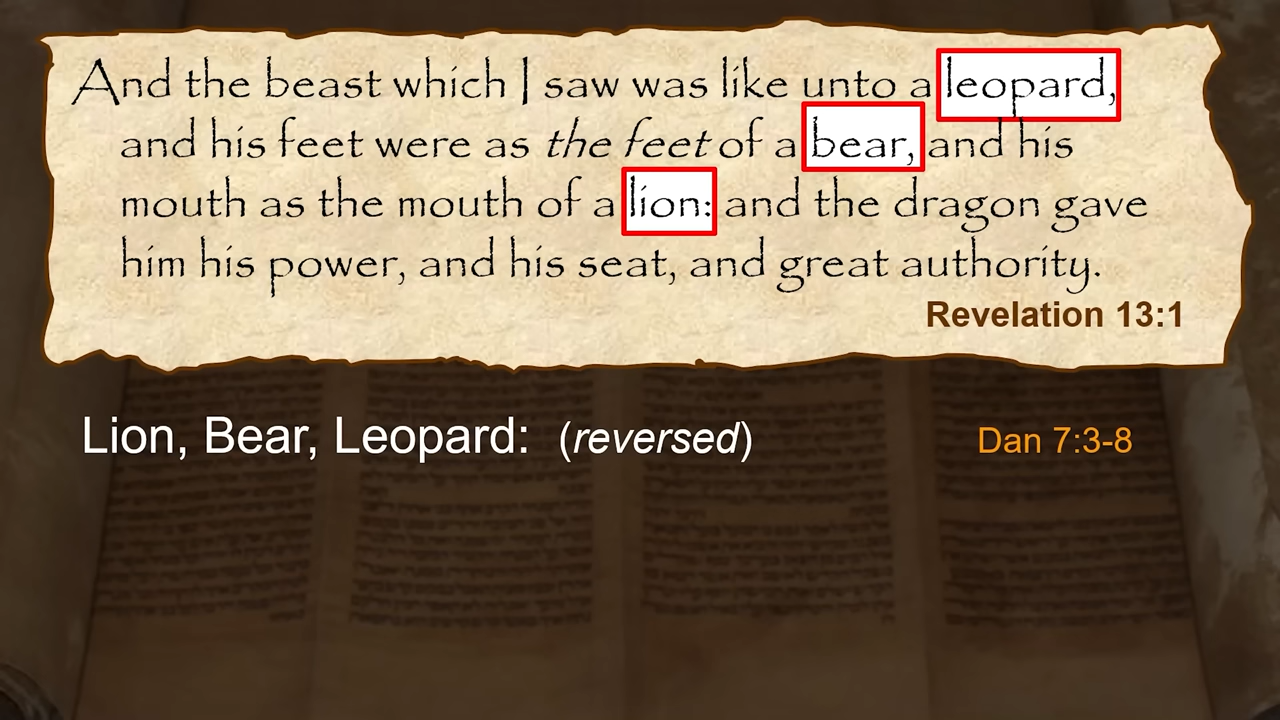 And the beast which I saw was like unto a leopard,
and his feet were as the feet of a bear, and his
mouth as the mouth of a lion: and the dragon gave
him his power, and his seat, and great authority.
Revelation 13:1
Lion, Bear, Leopard: (reversed) Dan 7:3-8